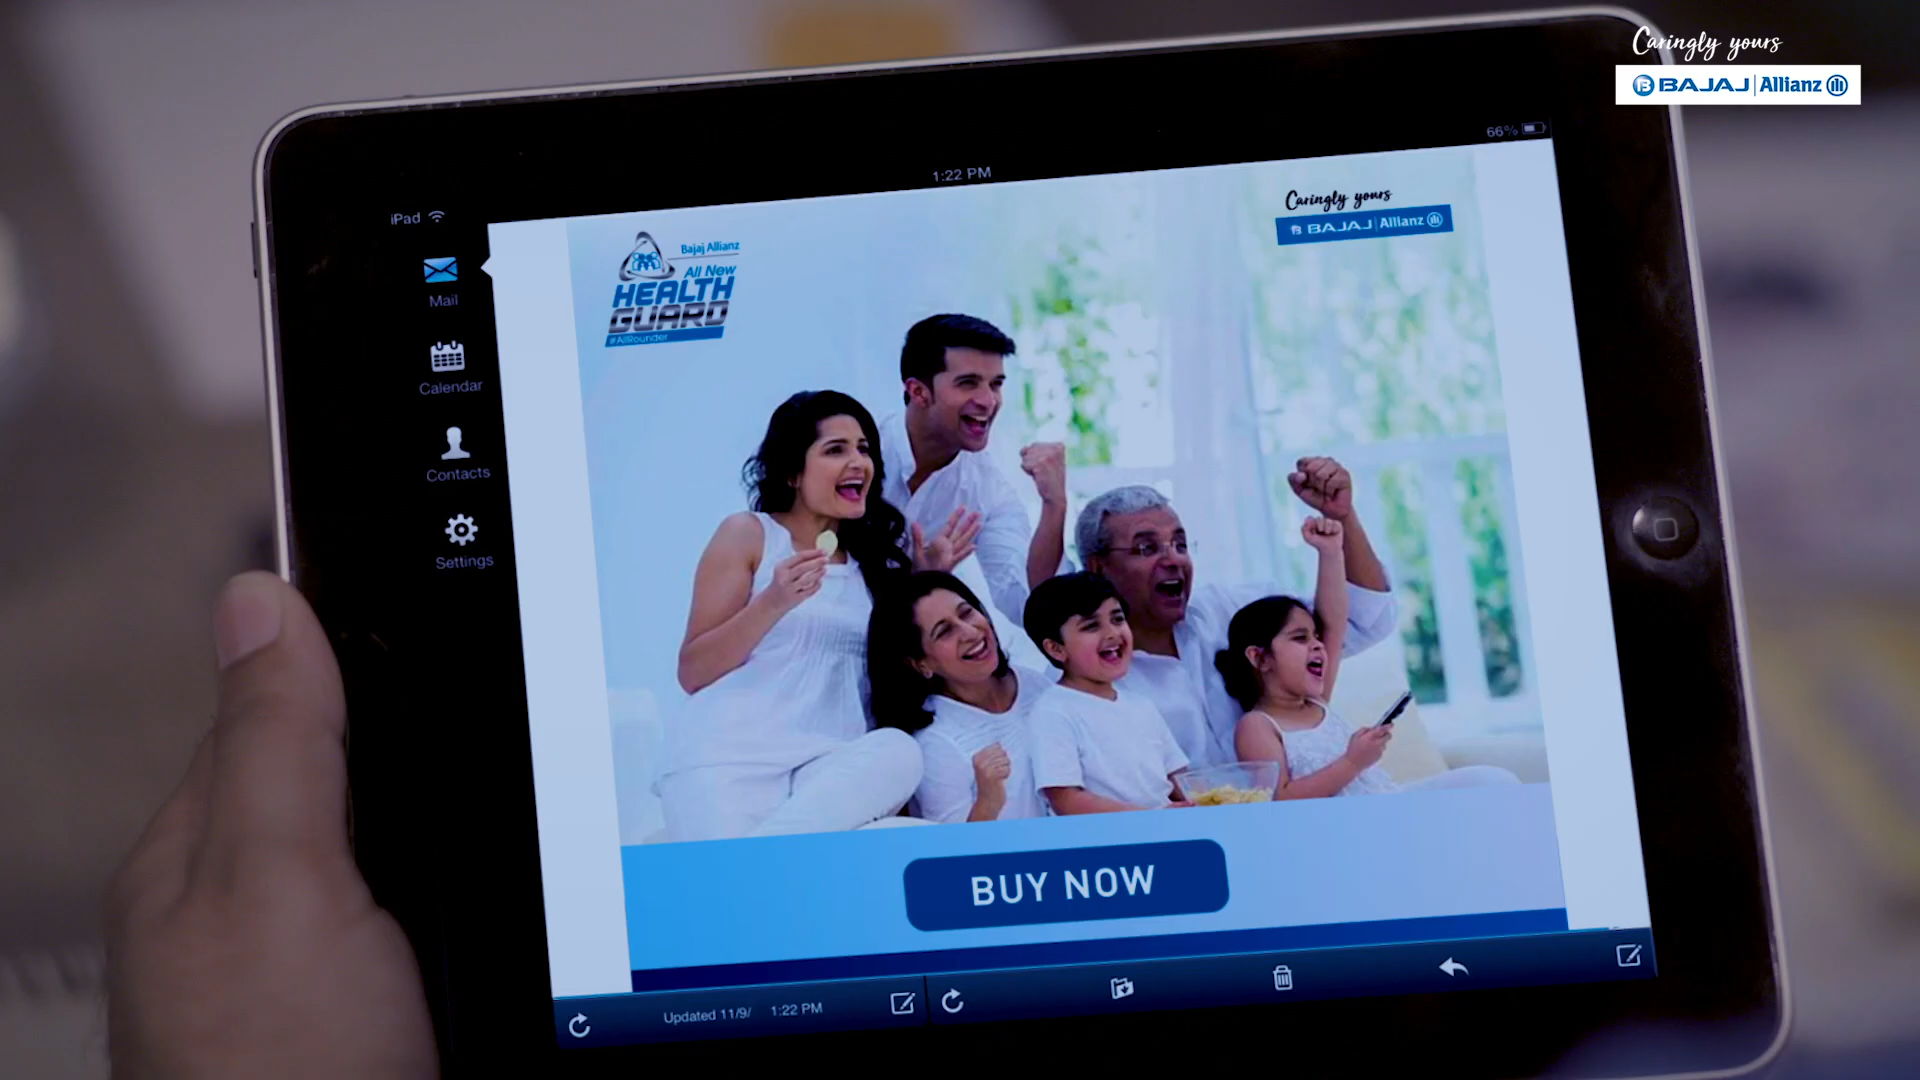 Caringly yours
BAJAJ | Allianz
66%
1:22 PM
iPad
Mail
Calendar
Contacts
Settings
Bajaj Allianz
All New
HEALTH
GUARD
#AllRounder
Caringly yours
BAJAJ | Allianz
BUY NOW
Updated 11/9/ 1:22 PM